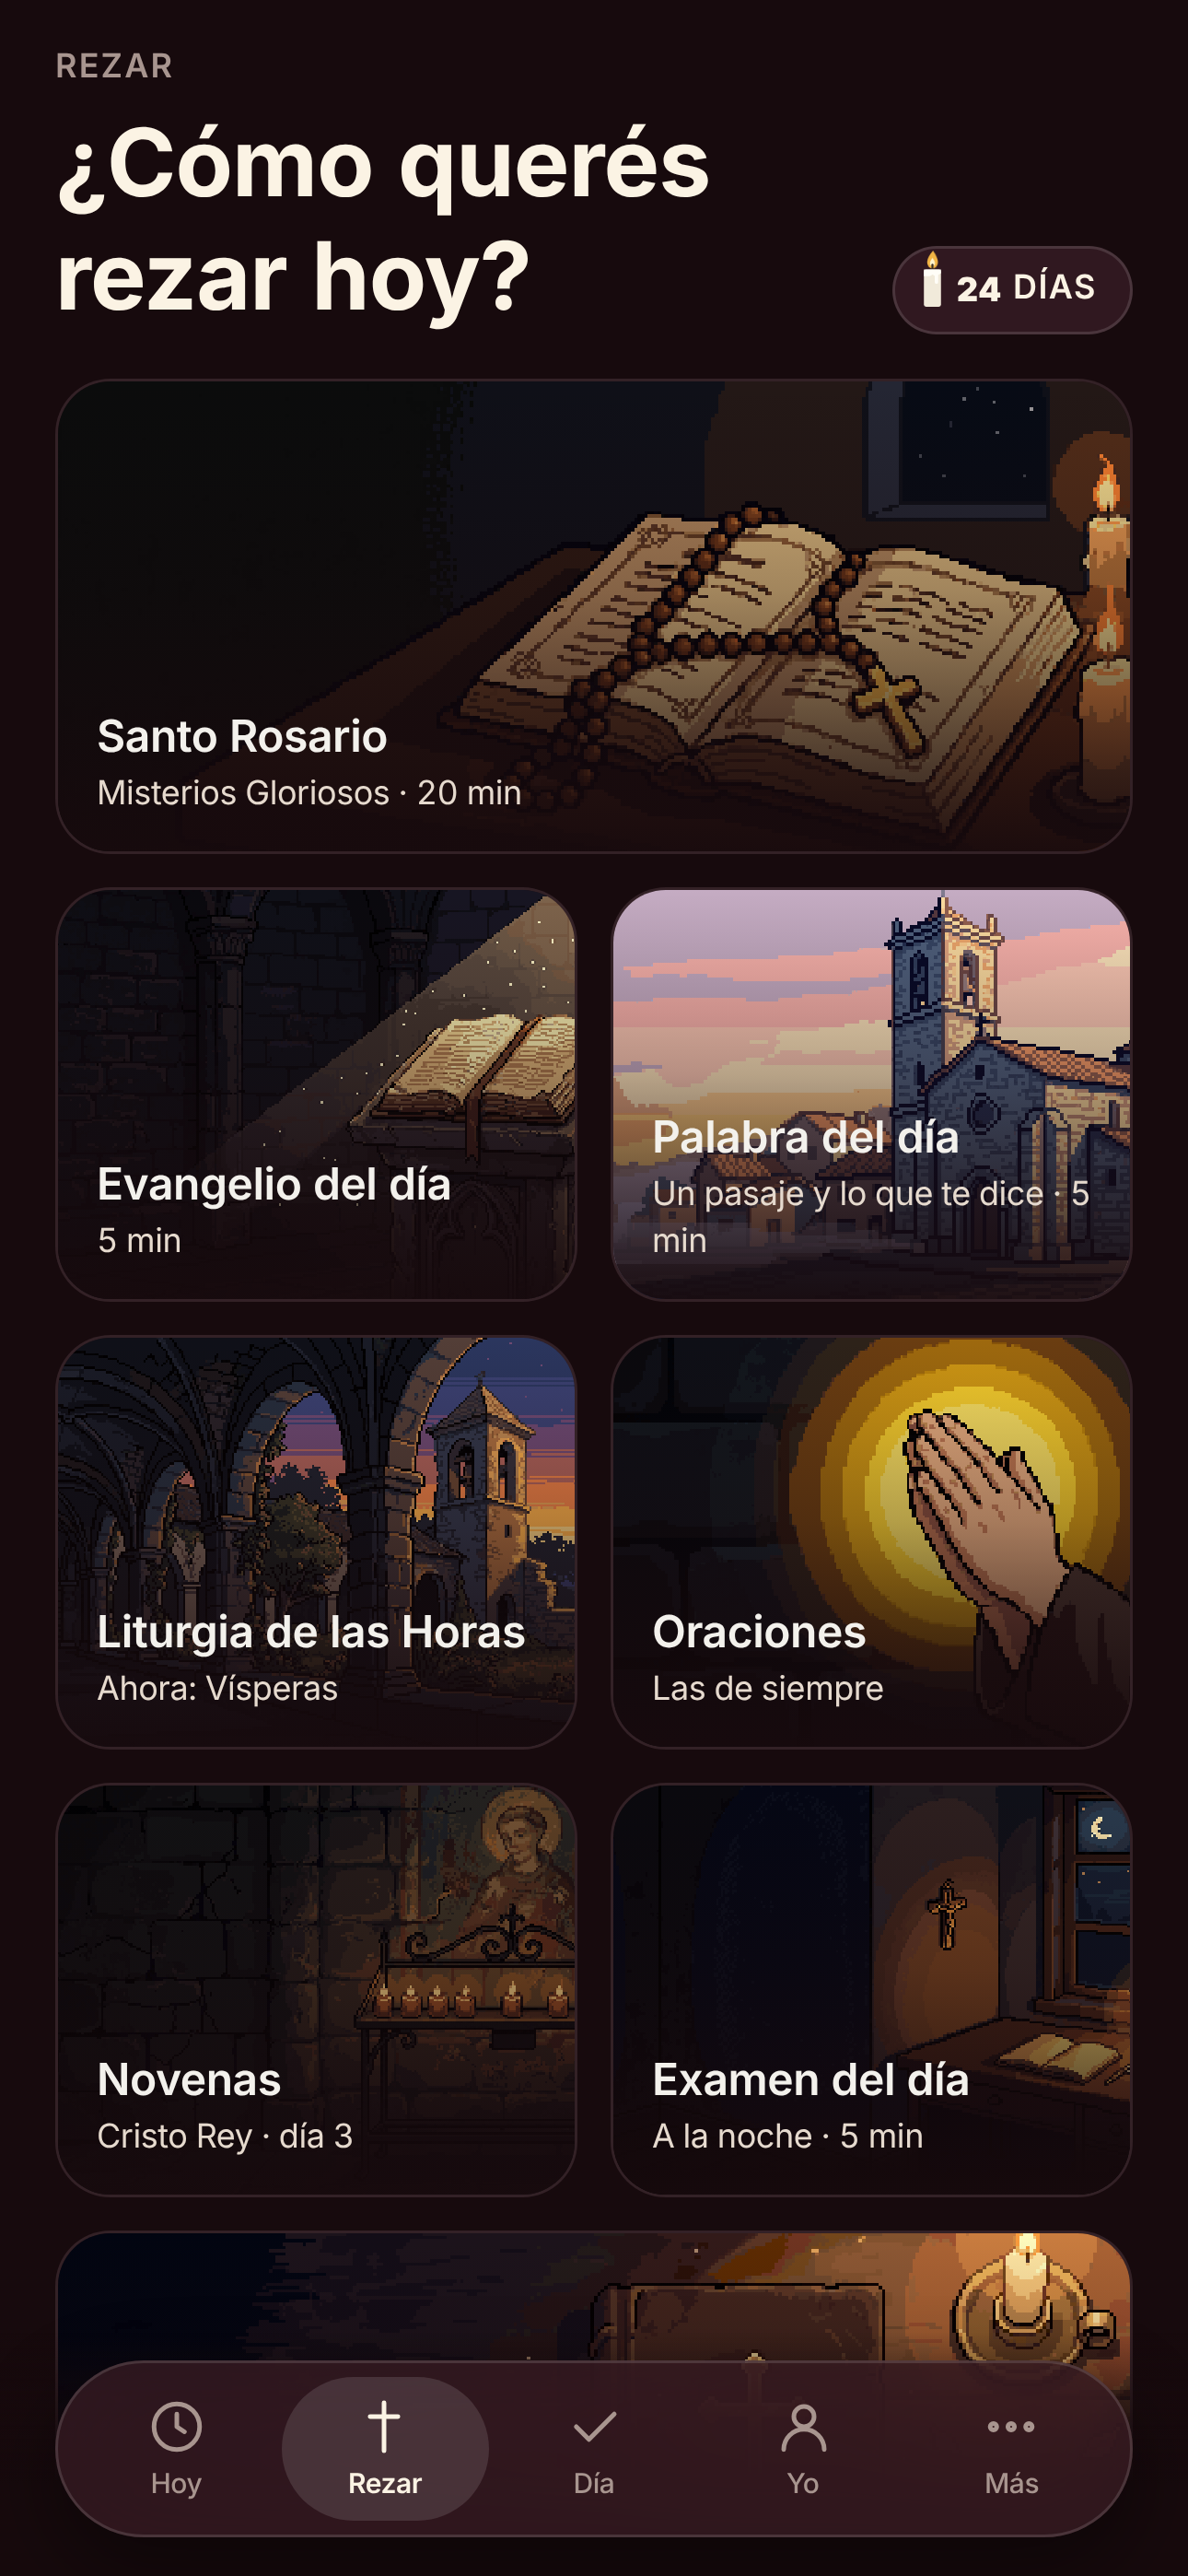 REZAR
¿Cómo querés
rezar hoy?
24 DÍAS
Santo Rosario
Misterios Gloriosos · 20 min
Evangelio del día
5 min
Palabra del día
Un pasaje y lo que te dice · 5
min
Liturgia de las Horas
Ahora: Vísperas
Oraciones
Las de siempre
Novenas
Cristo Rey · día 3
Examen del día
A la noche · 5 min
Hoy
Rezar
Día
Yo
Más